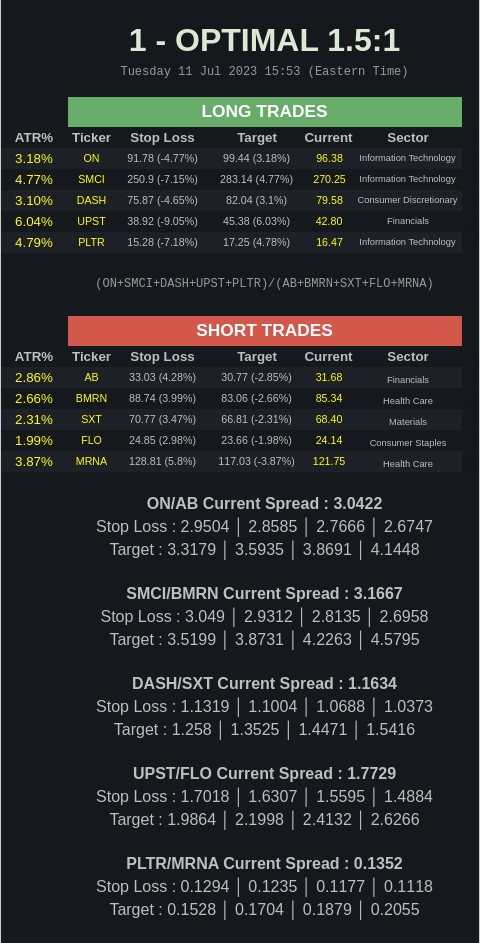 1 - OPTIMAL 1.5:1
Tuesday 11 Jul 2023 15:53 (Eastern Time)
LONG TRADES
ATR% Ticker Stop Loss Target Current Sector
3.18% ON 91.78 (-4.77%) 99.44 (3.18%) 96.38 Information Technology
4.77% SMCI 250.9 (-7.15%) 283.14 (4.77%) 270.25 Information Technology
3.10% DASH 75.87 (-4.65%) 82.04 (3.1%) 79.58 Consumer Discretionary
6.04% UPST 38.92 (-9.05%) 45.38 (6.03%) 42.80 Financials
4.79% PLTR 15.28 (-7.18%) 17.25 (4.78%) 16.47 Information Technology
(ON+SMCI+DASH+UPST+PLTR)/(AB+BMRN+SXT+FLO+MRNA)
SHORT TRADES
ATR% Ticker Stop Loss Target Current Sector
2.86% AB 33.03 (4.28%) 30.77 (-2.85%) 31.68 Financials
2.66% BMRN 88.74 (3.99%) 83.06 (-2.66%) 85.34 Health Care
2.31% SXT 70.77 (3.47%) 66.81 (-2.31%) 68.40 Materials
1.99% FLO 24.85 (2.98%) 23.66 (-1.98%) 24.14 Consumer Staples
3.87% MRNA 128.81 (5.8%) 117.03 (-3.87%) 121.75 Health Care
ON/AB Current Spread : 3.0422
Stop Loss : 2.9504 │ 2.8585 │ 2.7666 │ 2.6747
Target : 3.3179 │ 3.5935 │ 3.8691 │ 4.1448
SMCI/BMRN Current Spread : 3.1667
Stop Loss : 3.049 │ 2.9312 │ 2.8135 │ 2.6958
Target : 3.5199 │ 3.8731 │ 4.2263 │ 4.5795
DASH/SXT Current Spread : 1.1634
Stop Loss : 1.1319 │ 1.1004 │ 1.0688 │ 1.0373
Target : 1.258 │ 1.3525 │ 1.4471 │ 1.5416
UPST/FLO Current Spread : 1.7729
Stop Loss : 1.7018 │ 1.6307 │ 1.5595 │ 1.4884
Target : 1.9864 │ 2.1998 │ 2.4132 │ 2.6266
PLTR/MRNA Current Spread : 0.1352
Stop Loss : 0.1294 │ 0.1235 │ 0.1177 │ 0.1118
Target : 0.1528 │ 0.1704 │ 0.1879 │ 0.2055